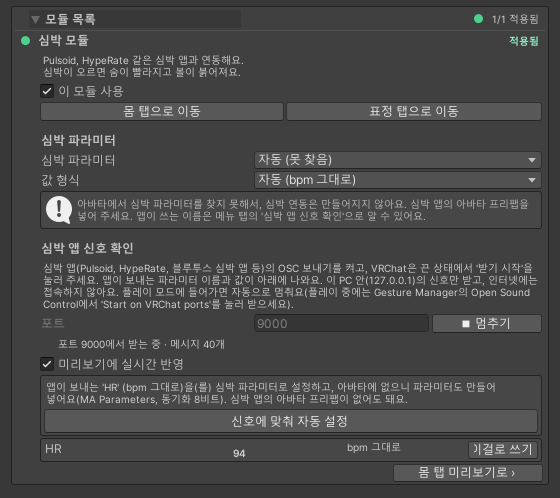 ▼ 모듈 목록
1/1 적용됨
심박 모듈
적용됨
Pulsoid, HypeRate 같은 심박 앱과 연동해요.
심박이 오르면 숨이 빨라지고 볼이 붉어져요.
이 모듈 사용
몸 탭으로 이동
표정 탭으로 이동
심박 파라미터
심박 파라미터
자동 (못 찾음)
값 형식
자동 (bpm 그대로)
아바타에서 심박 파라미터를 찾지 못해서, 심박 연동은 만들어지지 않아요. 심박 앱의 아바타 프리팹을
넣어 주세요. 앱이 쓰는 이름은 메뉴 탭의 '심박 앱 신호 확인'으로 알 수 있어요.
심박 앱 신호 확인
심박 앱(Pulsoid, HypeRate, 블루투스 심박 앱 등)의 OSC 보내기를 켜고, VRChat은 끈 상태에서 '받기 시작'을
눌러 주세요. 앱이 보내는 파라미터 이름과 값이 아래에 나와요. 이 PC 안(127.0.0.1)의 신호만 받고, 인터넷에는
접속하지 않아요. 플레이 모드에 들어가면 자동으로 멈춰요(플레이 중에는 Gesture Manager의 Open Sound
Control에서 'Start on VRChat ports'를 눌러 받으세요).
포트
9000
■ 멈추기
포트 9000에서 받는 중 · 메시지 40개
미리보기에 실시간 반영
앱이 보내는 'HR' (bpm 그대로)을(를) 심박 파라미터로 설정하고, 아바타에 없으니 파라미터도 만들어
넣어요(MA Parameters, 동기화 8비트). 심박 앱의 아바타 프리팹이 없어도 돼요.
신호에 맞춰 자동 설정
HR
94
bpm 그대로
이걸로 쓰기
몸 탭 미리보기로 ›